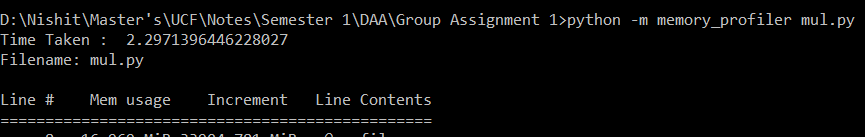 D:\Nishit\Master's\UCF\Notes\Semester 1\DAA\Group Assignment 1>python -m memory_profiler mul.py
Time Taken :  2.2971396446228027
Filename: mul.py

Line #    Mem usage    Increment   Line Contents
================================================